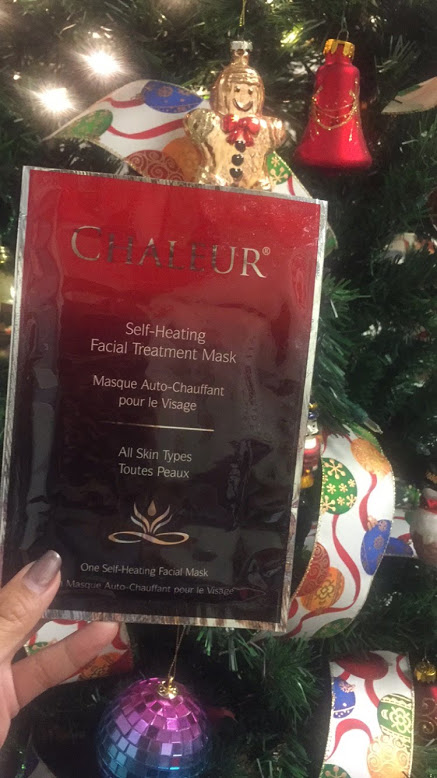 CHALEUR®
Self-Heating
Facial Treatment Mask
Masque Auto-Chauffant
pour le Visage
All Skin Types
Toutes Peaux
One Self-Heating Facial Mask
Masque Auto-Chauffant pour le Visage